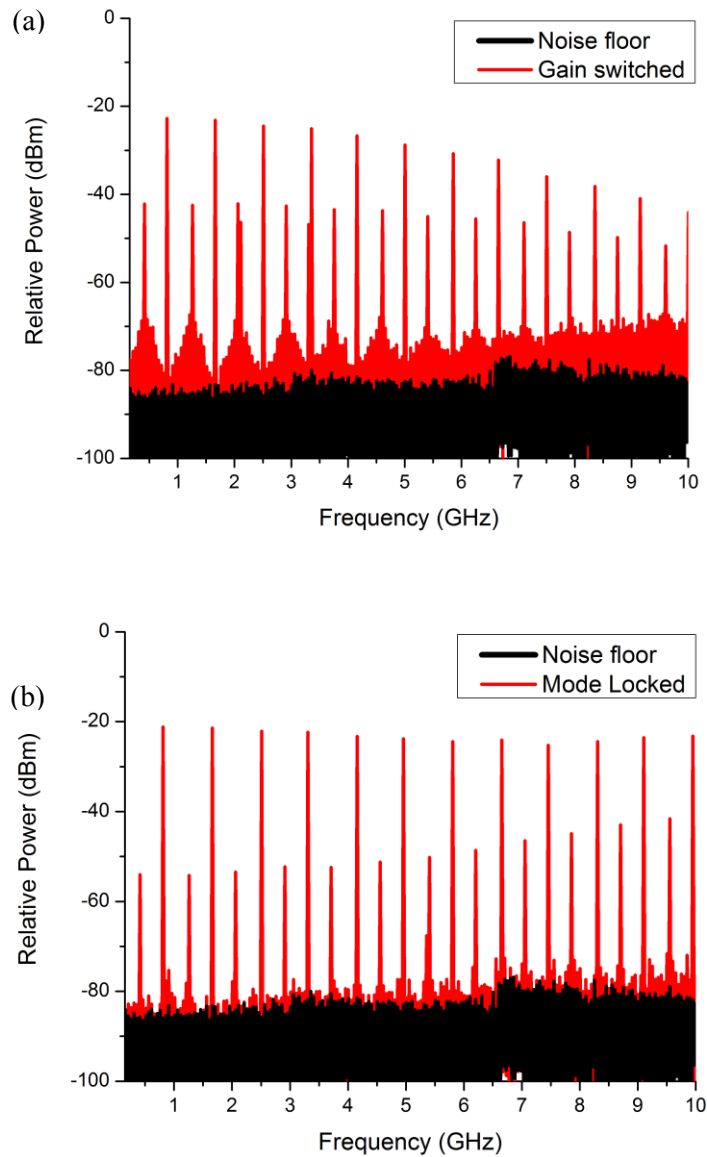 (a)
Noise floor
Gain switched
Relative Power (dBm)
0
-20
-40
-60
-80
-100
1 2 3 4 5 6 7 8 9 10
Frequency (GHz)
(b)
Noise floor
Mode Locked
Relative Power (dBm)
0
-20
-40
-60
-80
-100
1 2 3 4 5 6 7 8 9 10
Frequency (GHz)